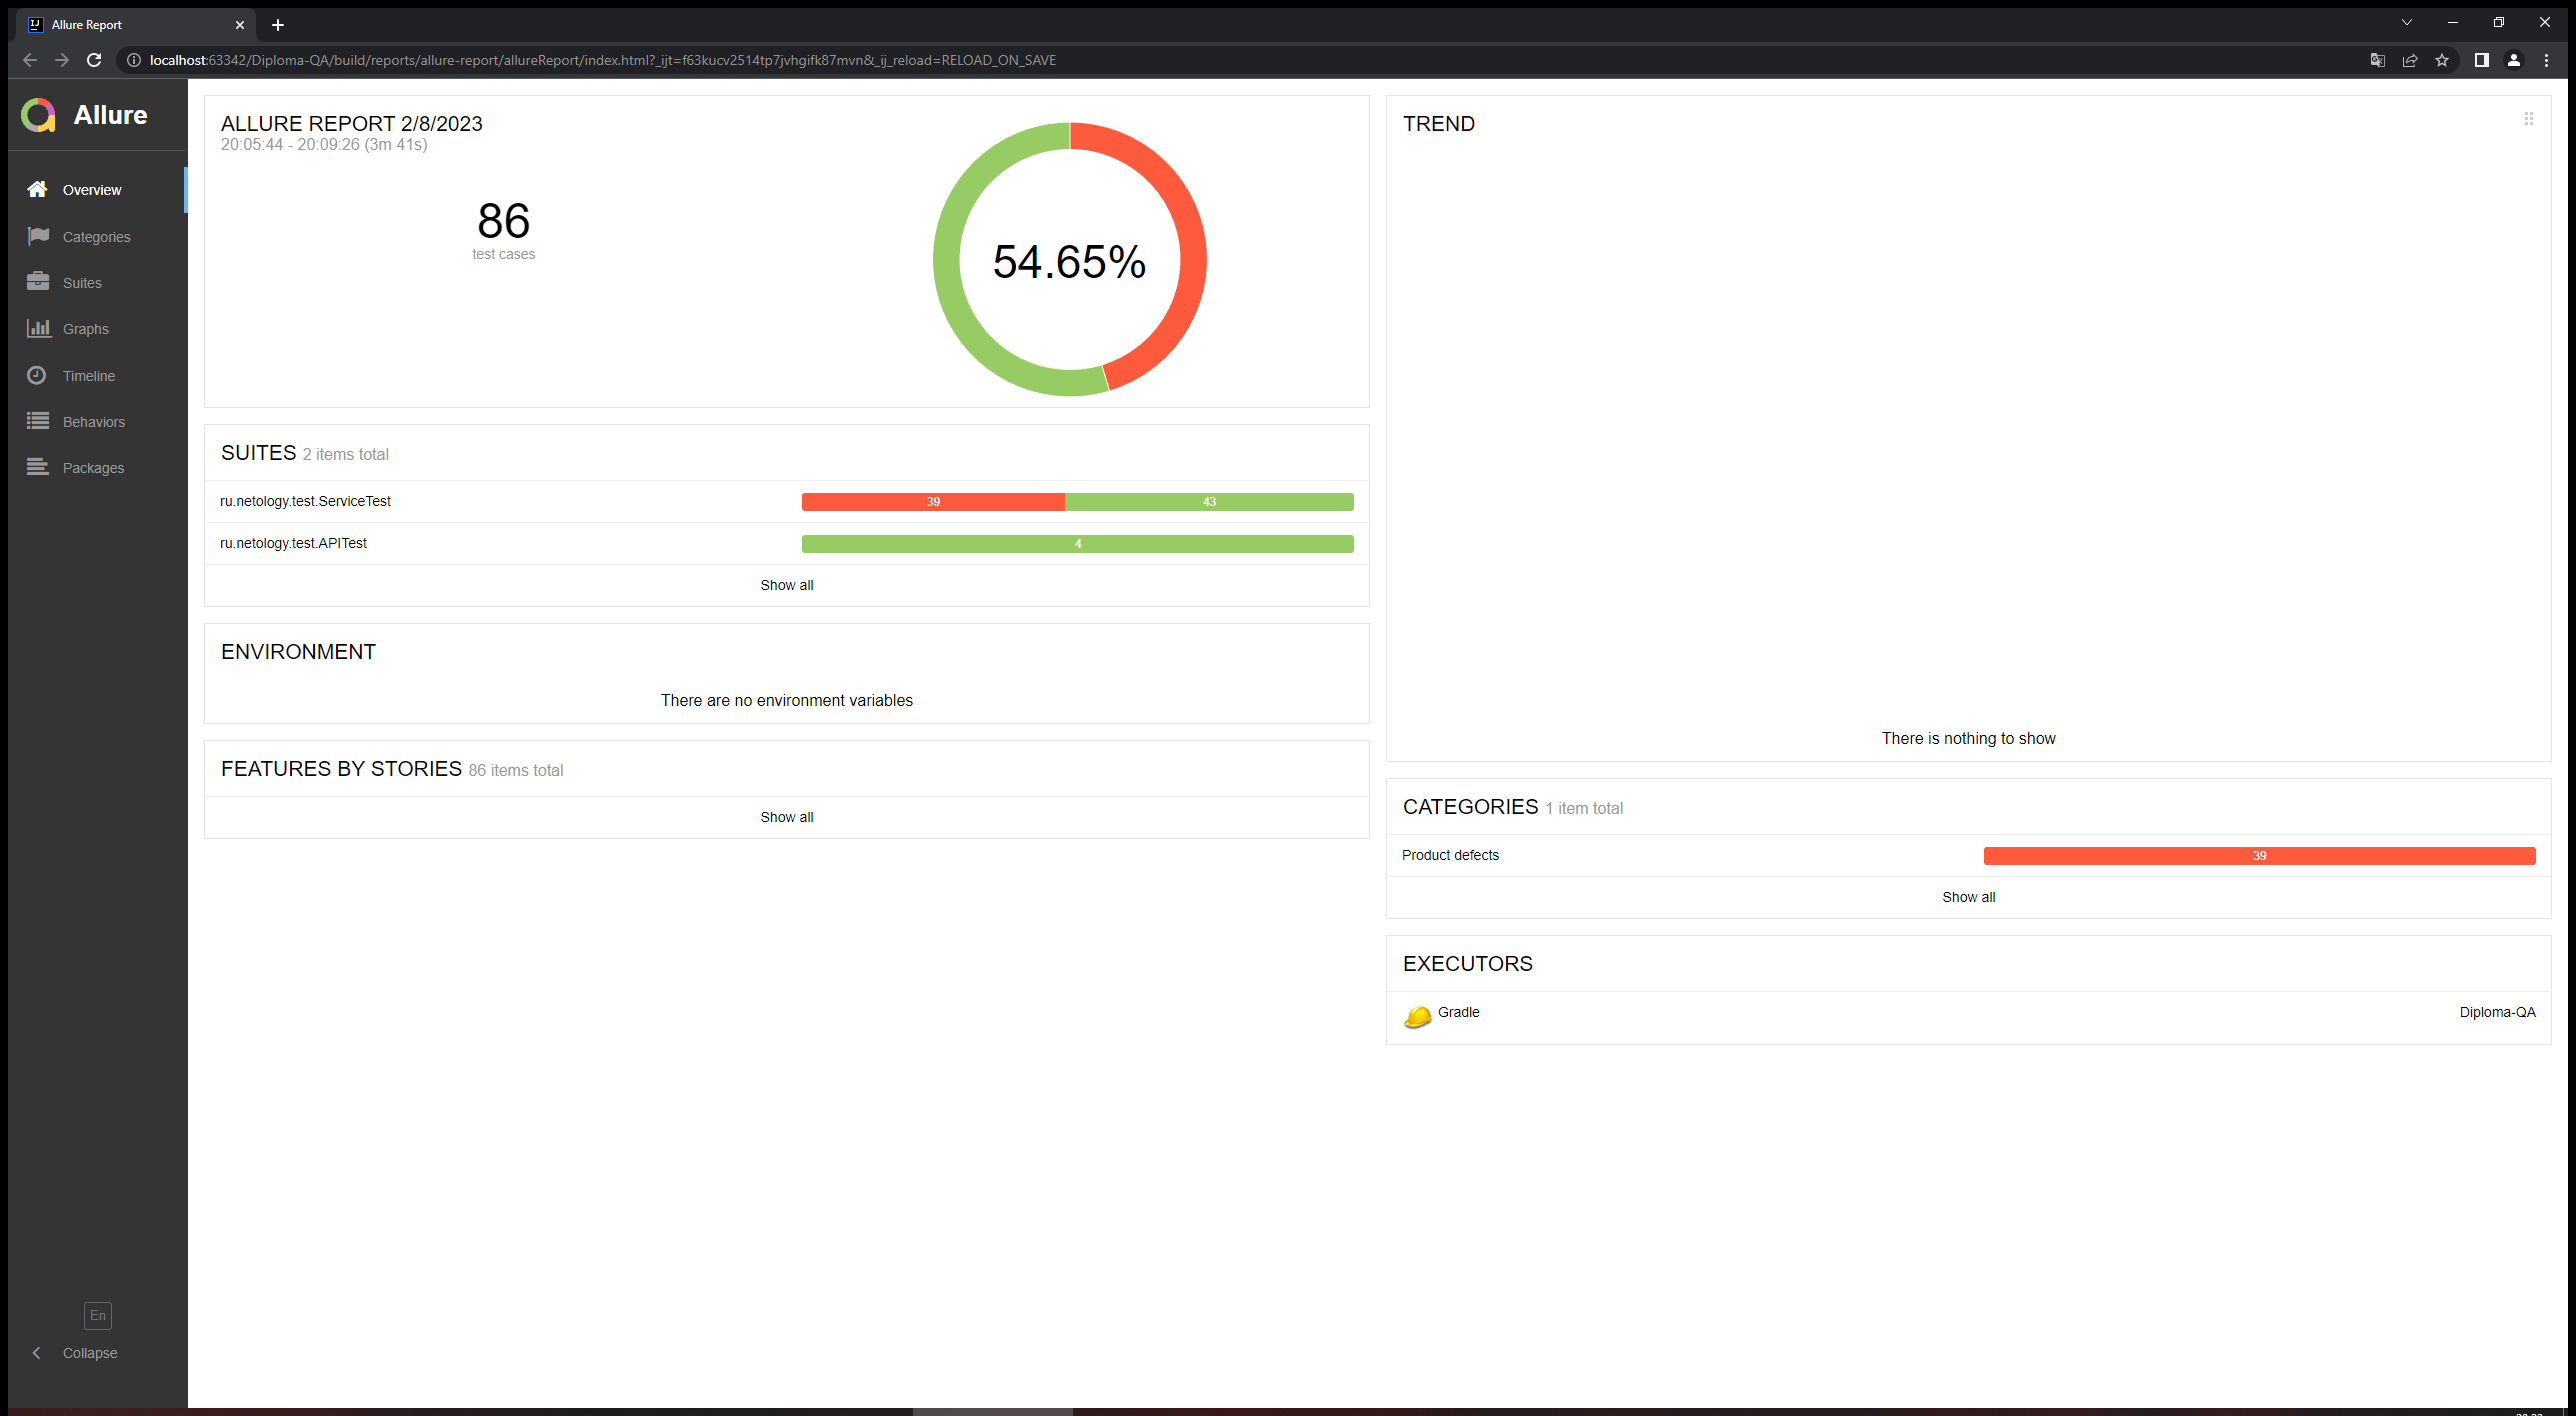 Allure Report
localhost:63342/Diploma-QA/build/reports/allure-report/allureReport/index.html?_ijt=f63kucv2514tp7jvhgifk87mvn&_ij_reload=RELOAD_ON_SAVE
Allure
Overview
Categories
Suites
Graphs
Timeline
Behaviors
Packages
En
Collapse
ALLURE REPORT 2/8/2023
20:05:44 - 20:09:26 (3m 41s)
86
test cases
54.65%
SUITES 2 items total
ru.netology.test.ServiceTest 39 43
ru.netology.test.APITest 4
Show all
ENVIRONMENT
There are no environment variables
FEATURES BY STORIES 86 items total
Show all
TREND
There is nothing to show
CATEGORIES 1 item total
Product defects 39
Show all
EXECUTORS
Gradle Diploma-QA